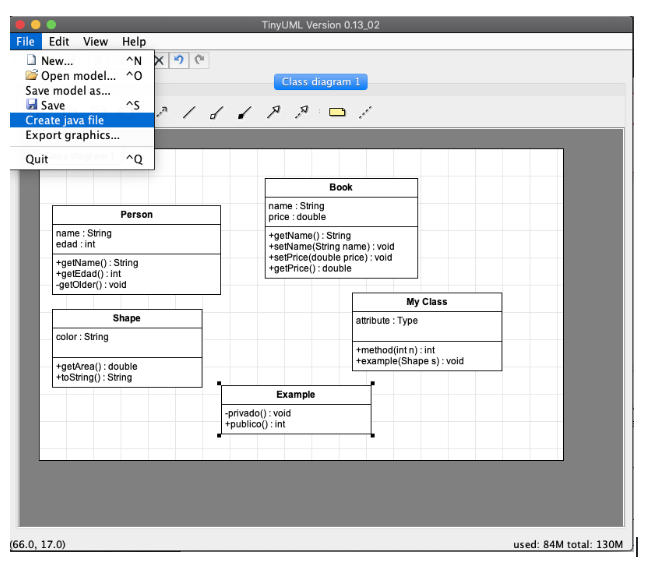 TinyUML Version 0.13_02
File Edit View Help
New... ^N
Open model... ^O
Save model as...
Save ^S
Create java file
Export graphics...
Quit ^Q
Class diagram 1
Book
name : String
price : double
+getName() : String
+setName(String name) : void
+setPrice(double price) : void
+getPrice() : double
Person
name : String
edad : int
+getName() : String
+getEdad() : int
-getOlder() : void
My Class
attribute : Type
+method(int n) : int
+example(Shape s) : void
Shape
color : String
+getArea() : double
+toString() : String
Example
-privado() : void
+publico() : int
(66.0, 17.0) used: 84M total: 130M